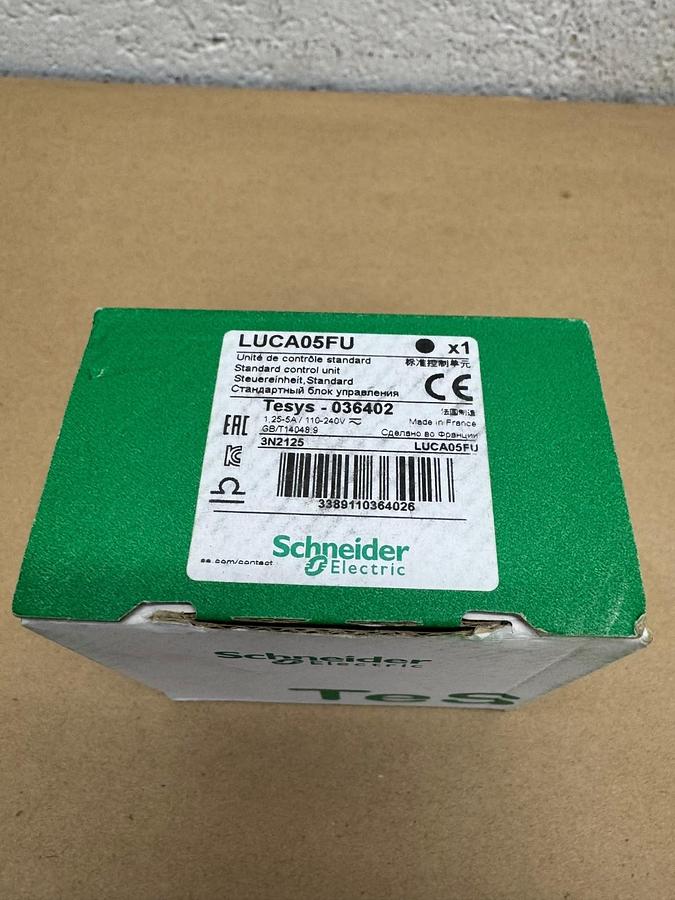 LUCA05FU x1
Unité de contrôle standard 标准控制单元
Standard control unit
Steuereinheit, Standard
Стандартный блок управления
CE
Tesys - 036402 法国制造
1,25-5A / 110-240V Made in France
GB/T14048.9 Сделано во Франции
EAC
3N2125 LUCA05FU
3389110364026
Schneider
Electric
se.com/contact
Schneider
Electric
TeS